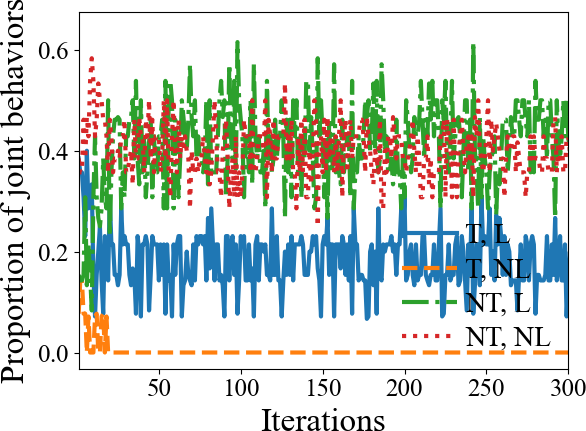 Proportion of joint behaviors
0.6
0.4
0.2
0.0
T, L
T, NL
NT, L
NT, NL
50 100 150 200 250 300
Iterations